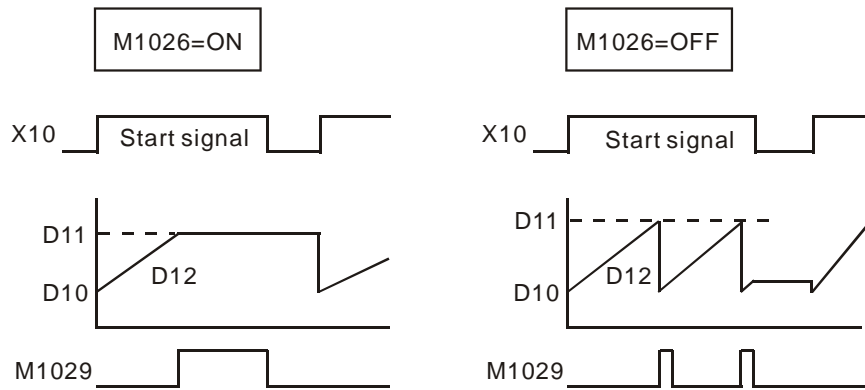 M1026=ON
X10
Start signal
D11
D12
D10
M1029
M1026=OFF
X10
Start signal
D11
D12
D10
M1029